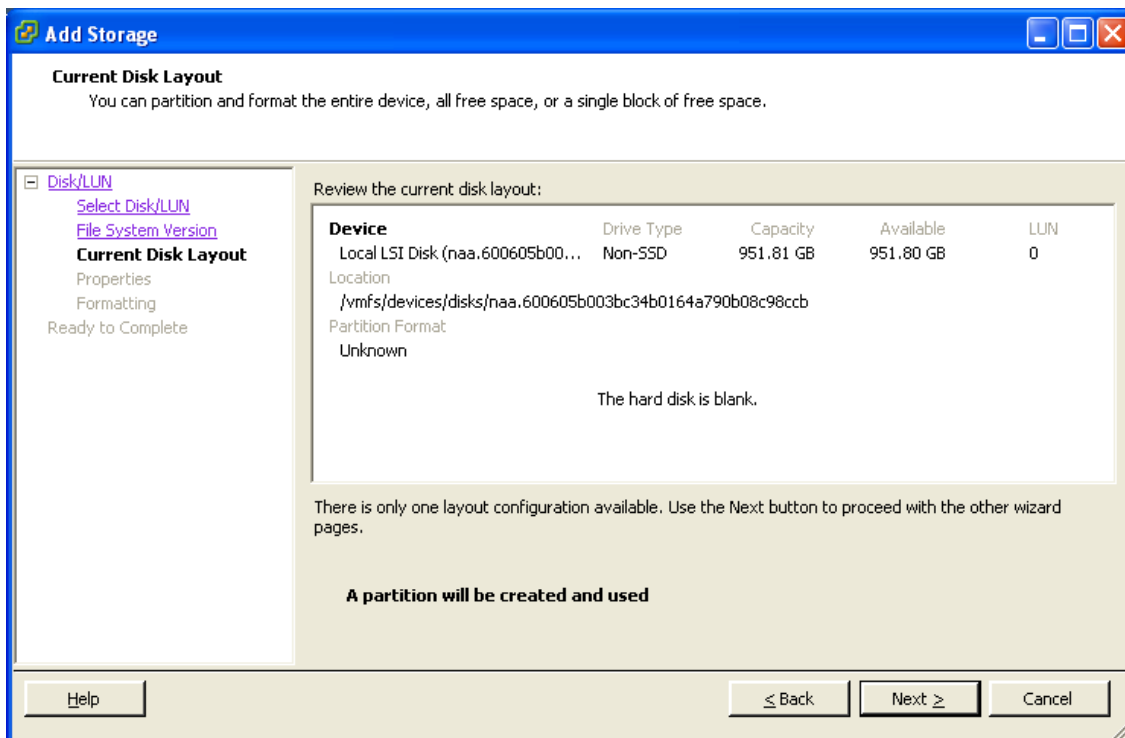 Add Storage
Current Disk Layout
You can partition and format the entire device, all free space, or a single block of free space.
Disk/LUN
Select Disk/LUN
File System Version
Current Disk Layout
Properties
Formatting
Ready to Complete
Review the current disk layout:
Device Drive Type Capacity Available LUN
Local LSI Disk (naa.600605b00... Non-SSD 951.81 GB 951.80 GB 0
Location
/vmfs/devices/disks/naa.600605b003bc34b0164a790b08c98ccb
Partition Format
Unknown
The hard disk is blank.
There is only one layout configuration available. Use the Next button to proceed with the other wizard
pages.
A partition will be created and used
Help < Back Next > Cancel